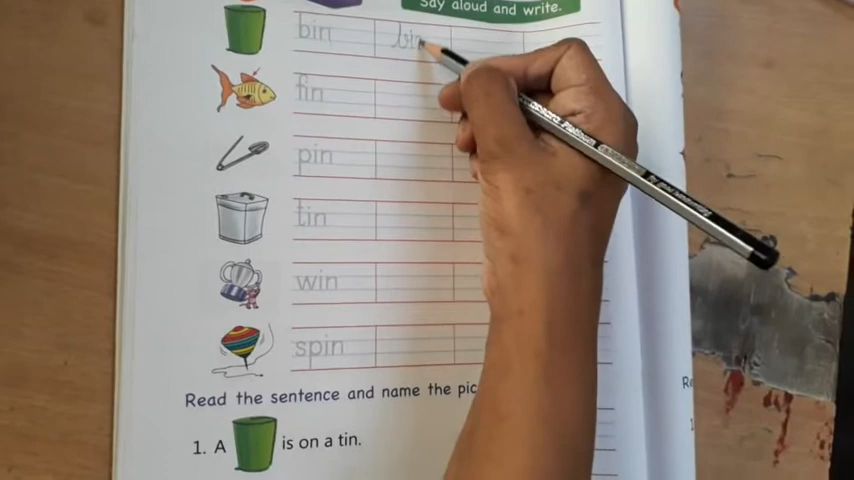 Say aloud and write.
bin bin
fin
pin
tin
win
spin
Read the sentence and name the pic
1. A is on a tin.